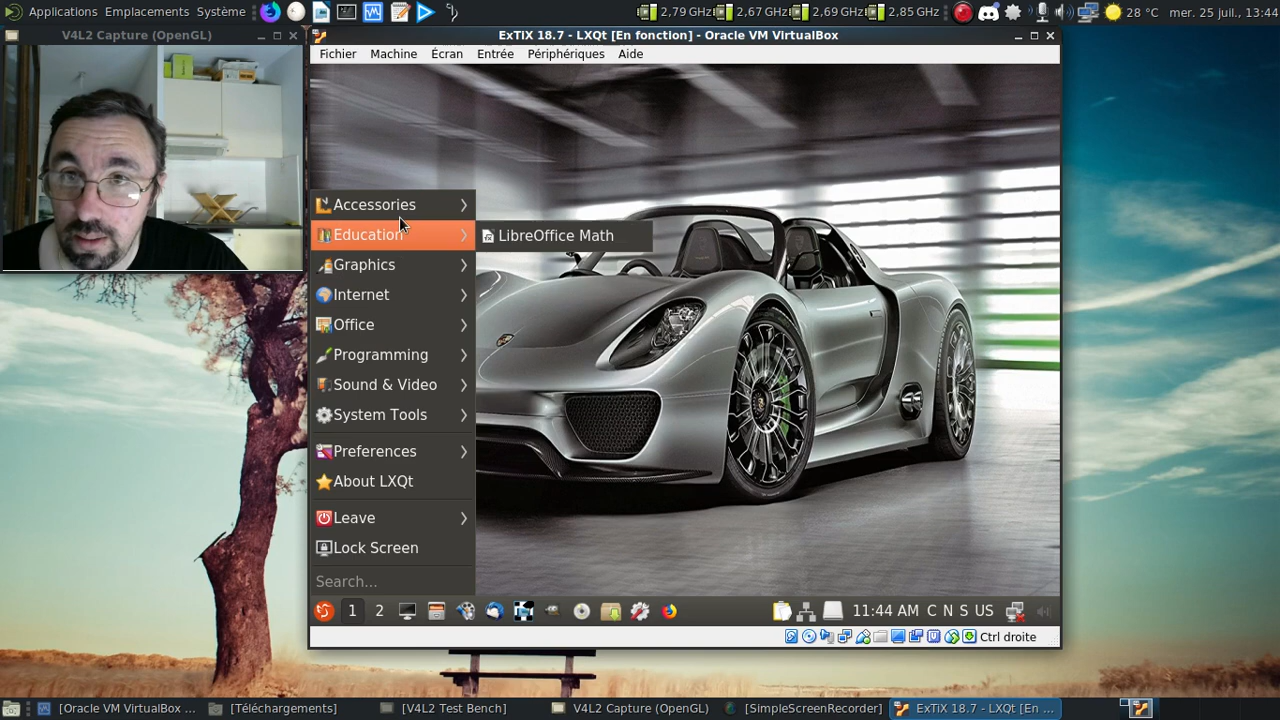 Applications Emplacements Système 2,79 GHz 2,67 GHz 2,69 GHz 2,85 GHz 28 °C mer. 25 juil., 13:44
V4L2 Capture (OpenGL)
ExTiX 18.7 - LXQt [En fonction] - Oracle VM VirtualBox
Fichier Machine Écran Entrée Périphériques Aide
Accessories
Education
LibreOffice Math
Graphics
Internet
Office
Programming
Sound & Video
System Tools
Preferences
About LXQt
Leave
Lock Screen
Search...
1 2 11:44 AM C N S US
Ctrl droite
[Oracle VM VirtualBox ... [Téléchargements] [V4L2 Test Bench] V4L2 Capture (OpenGL) [SimpleScreenRecorder] ExTiX 18.7 - LXQt [En ...